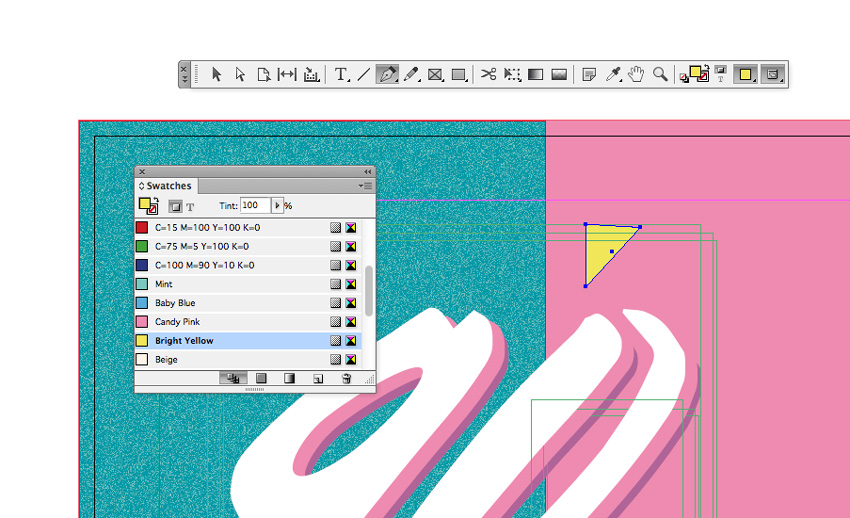 Swatches
T
Tint: 100 %
C=15 M=100 Y=100 K=0
C=75 M=5 Y=100 K=0
C=100 M=90 Y=10 K=0
Mint
Baby Blue
Candy Pink
Bright Yellow
Beige